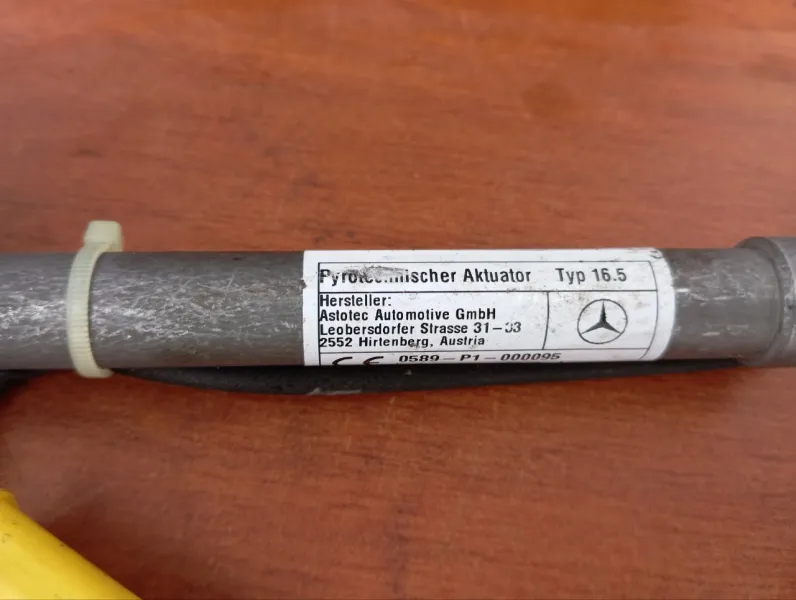 Pyrotechnischer Aktuator Typ 16.5
Hersteller:
Astotec Automotive GmbH
Leobersdorfer Strasse 31-33
2552 Hirtenberg, Austria
CE 0589-P1-000095